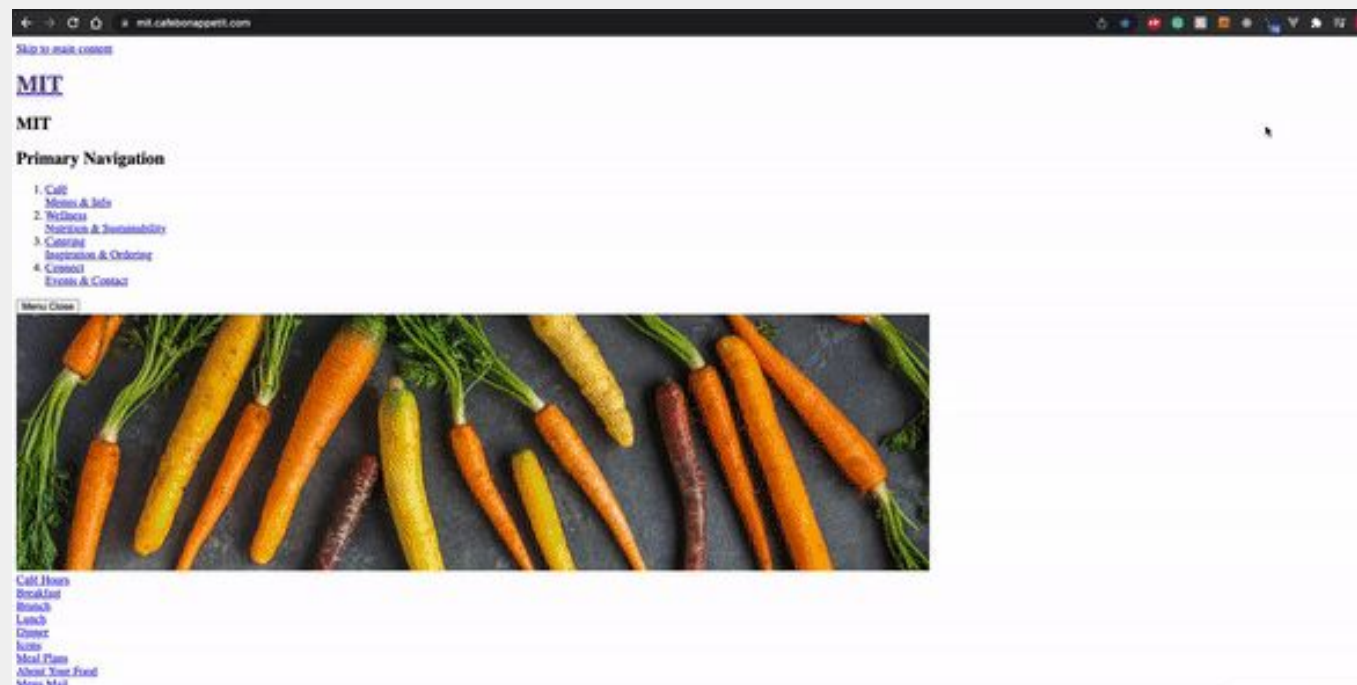 mit.cafebonappetit.com
Skip to main content
MIT
MIT
Primary Navigation
1. Café
Menus & Info
2. Wellness
Nutrition & Sustainability
3. Catering
Inspiration & Ordering
4. Connect
Events & Contact
Menu Close
Café Hours
Breakfast
Brunch
Lunch
Dinner
Icons
Meal Plans
About Your Food
Menu Mail